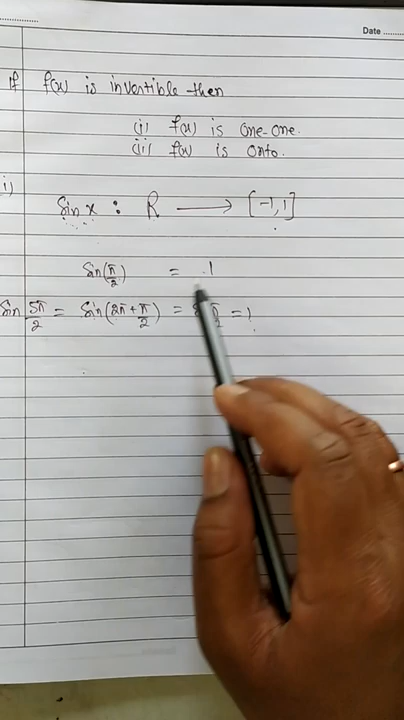 Date ........
If f(x) is invertible then
(i) f(x) is one-one.
(ii) f(x) is onto.
i)
Sin x : R ⟶ [-1,1]
Sin(π/2) = 1
Sin 5π/2 = Sin(2π+π/2) = π/2 = 1